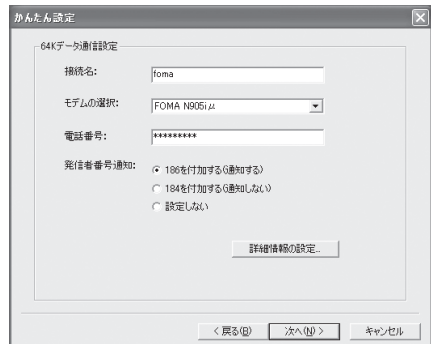 かんたん設定
64Kデータ通信設定
接続名: foma
モデムの選択: FOMA N905iμ
電話番号: *********
発信者番号通知: 186を付加する(通知する)
184を付加する(通知しない)
設定しない
詳細情報の設定...
< 戻る(B) 次へ(N) > キャンセル